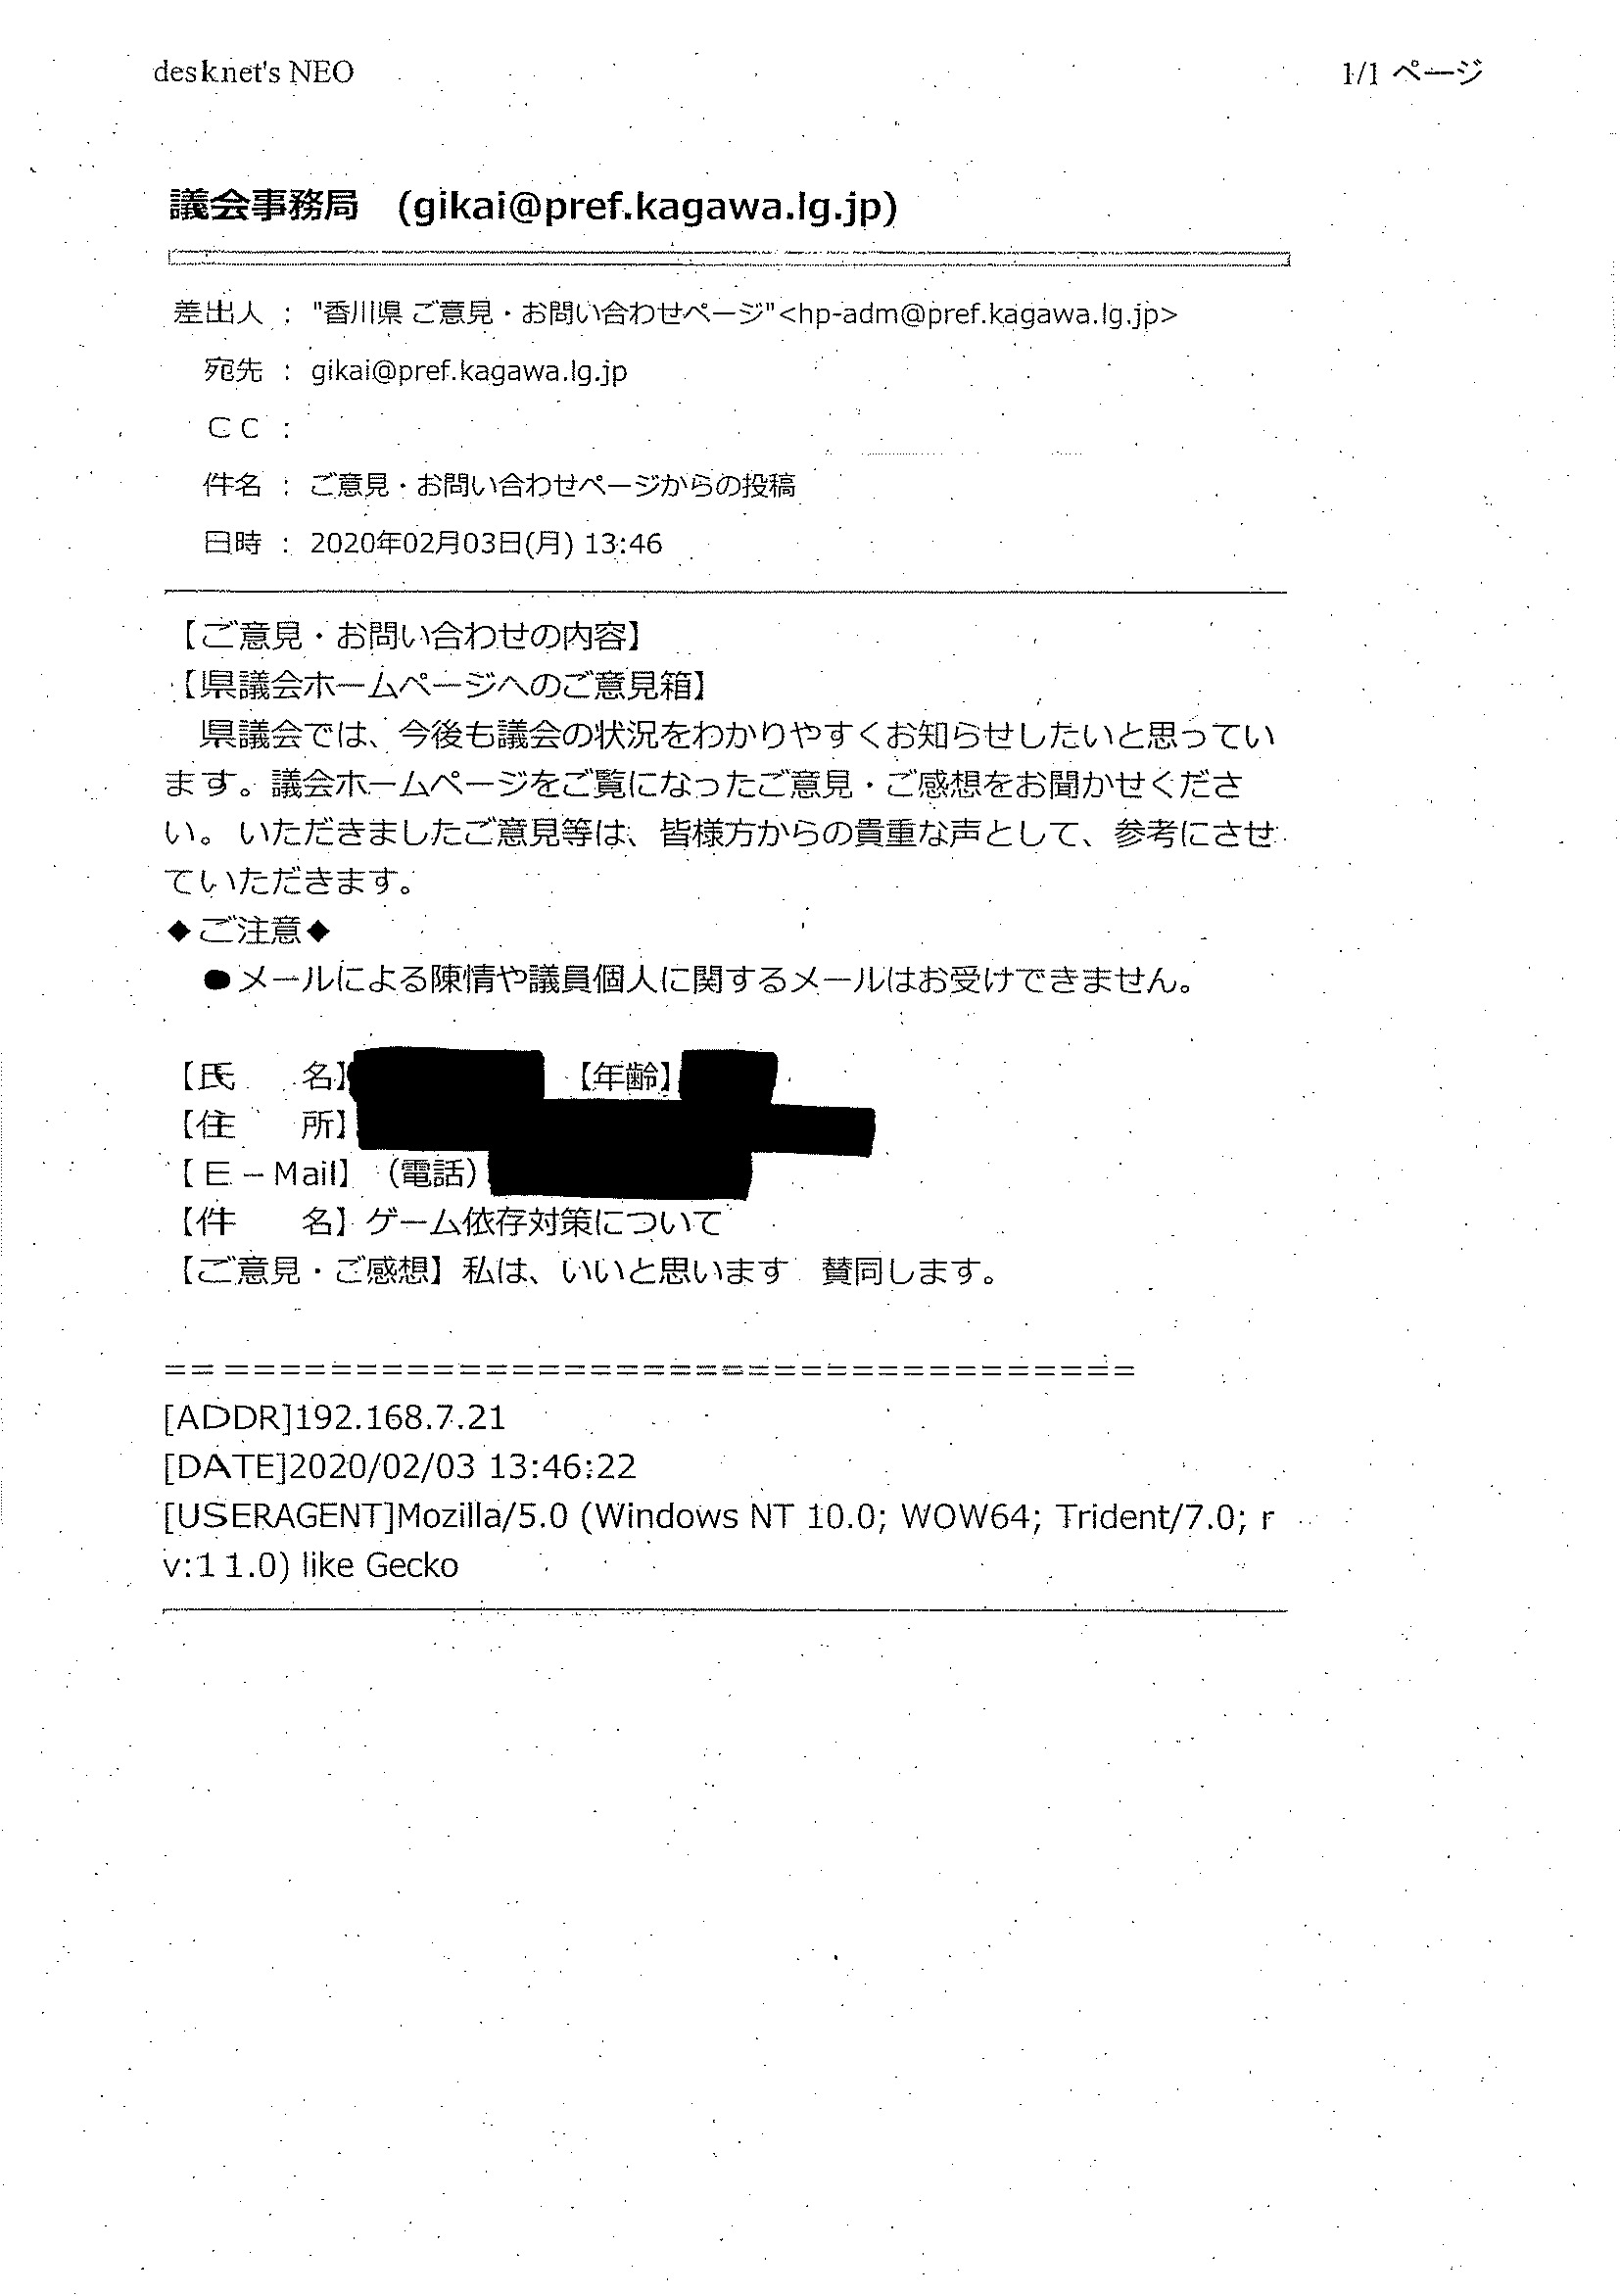 desknet's NEO
1/1 ページ
議会事務局 (gikai@pref.kagawa.lg.jp)
差出人 : "香川県 ご意見・お問い合わせページ"<hp-adm@pref.kagawa.lg.jp>
宛先 : gikai@pref.kagawa.lg.jp
ＣＣ :
件名 : ご意見・お問い合わせページからの投稿
日時 : 2020年02月03日(月) 13:46
【ご意見・お問い合わせの内容】
【県議会ホームページへのご意見箱】
　県議会では、今後も議会の状況をわかりやすくお知らせしたいと思ってい
ます。議会ホームページをご覧になったご意見・ご感想をお聞かせくださ
い。いただきましたご意見等は、皆様方からの貴重な声として、参考にさせ
ていただきます。
◆ご注意◆
　●メールによる陳情や議員個人に関するメールはお受けできません。
【氏　　名】　【年齢】
【住　　所】
【Ｅ－Mail】（電話）
【件　　名】ゲーム依存対策について
【ご意見・ご感想】私は、いいと思います　賛同します。
======================================
[ADDR]192.168.7.21
[DATE]2020/02/03 13:46:22
[USERAGENT]Mozilla/5.0 (Windows NT 10.0; WOW64; Trident/7.0; r
v:11.0) like Gecko